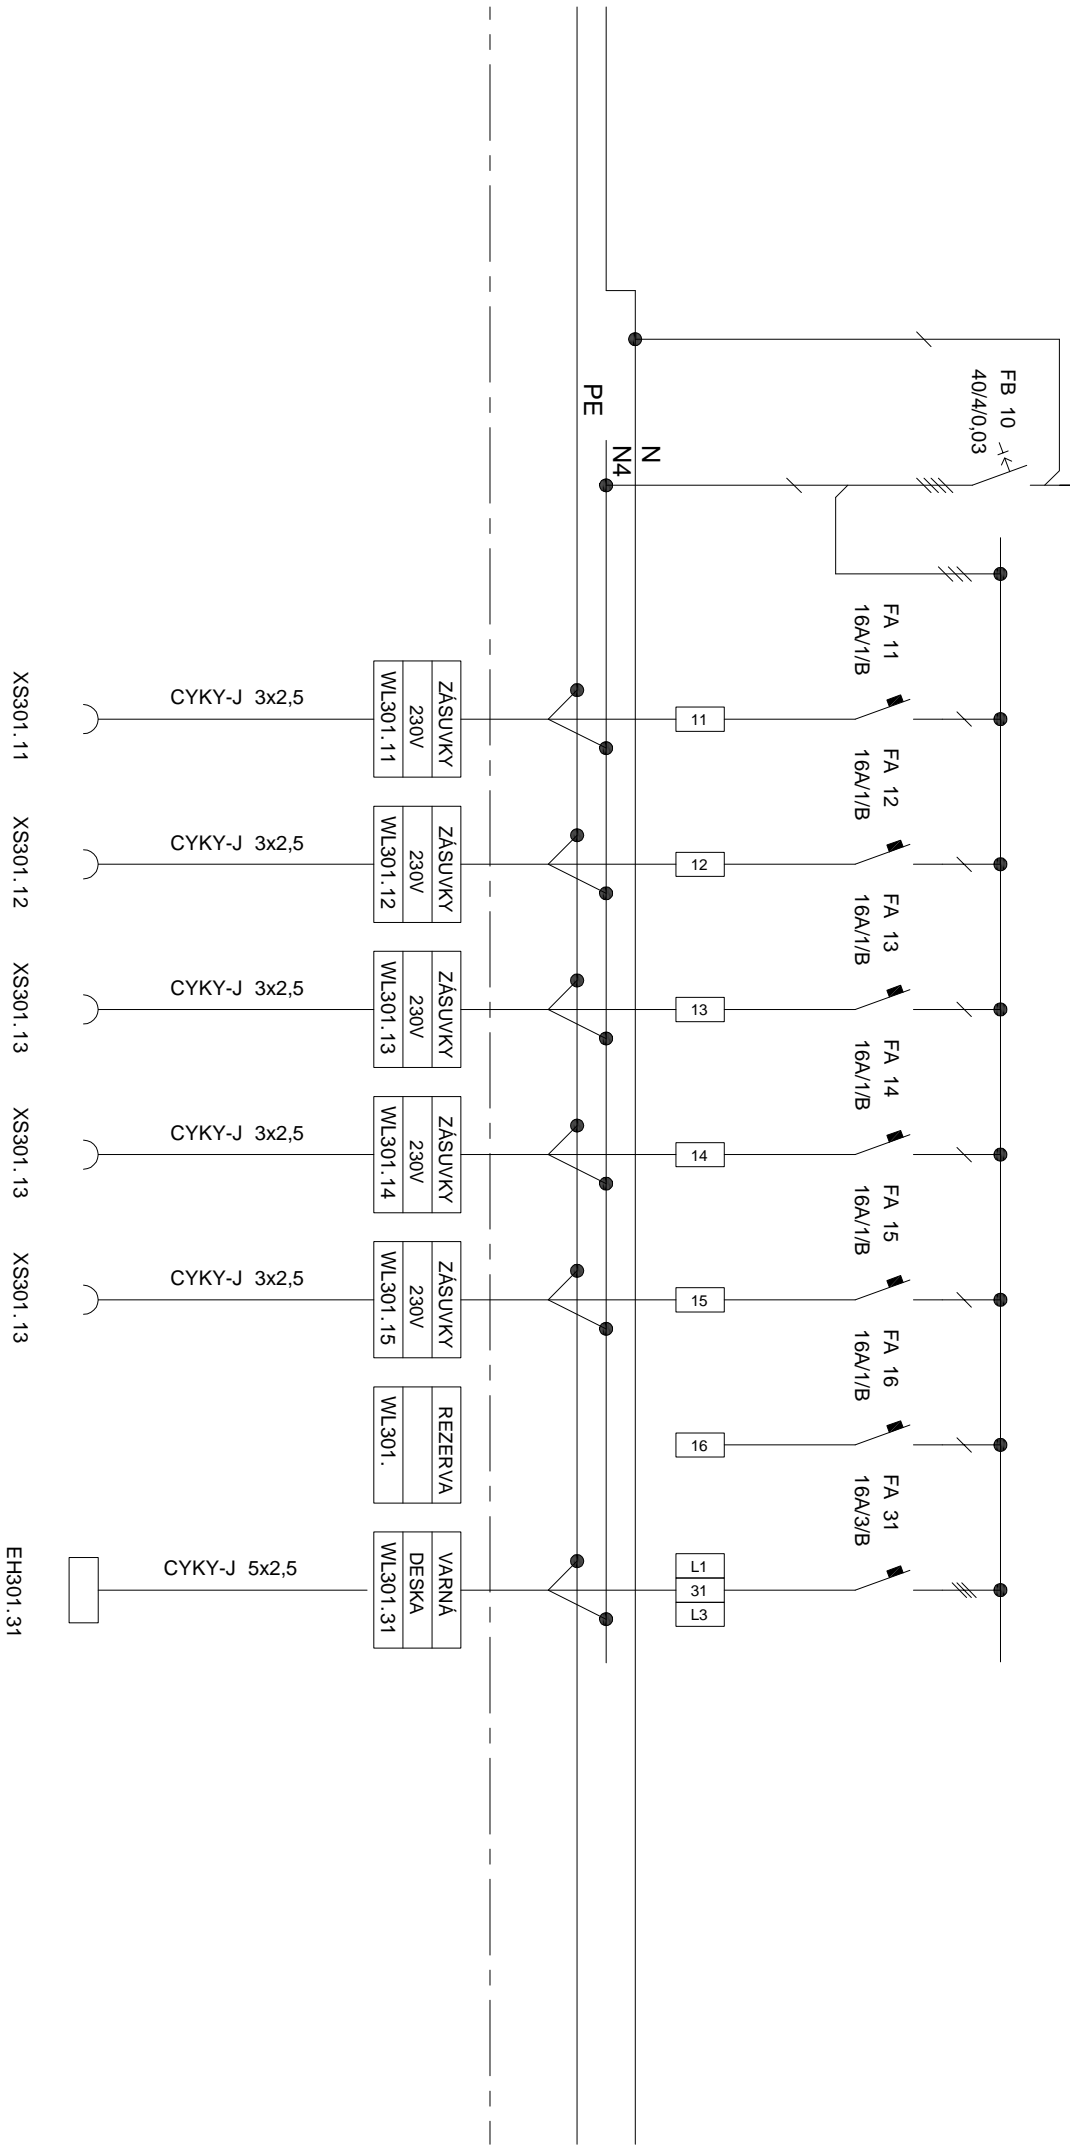 FB 10
40/4/0,03
PE
N
N4
FA 11
16A/1/B
FA 12
16A/1/B
FA 13
16A/1/B
FA 14
16A/1/B
FA 15
16A/1/B
FA 16
16A/1/B
FA 31
16A/3/B
11
12
13
14
15
16
L1
31
L3
ZÁSUVKY
230V
WL301.11
ZÁSUVKY
230V
WL301.12
ZÁSUVKY
230V
WL301.13
ZÁSUVKY
230V
WL301.14
ZÁSUVKY
230V
WL301.15
REZERVA
WL301.
VARNÁ
DESKA
WL301.31
CYKY-J 3x2,5
CYKY-J 3x2,5
CYKY-J 3x2,5
CYKY-J 3x2,5
CYKY-J 3x2,5
CYKY-J 5x2,5
XS301.11
XS301.12
XS301.13
XS301.13
XS301.13
EH301.31